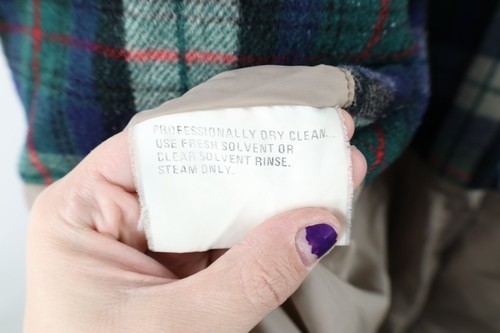 PROFESSIONALLY DRY CLEAN.
USE FRESH SOLVENT OR
CLEAR SOLVENT RINSE.
STEAM ONLY.